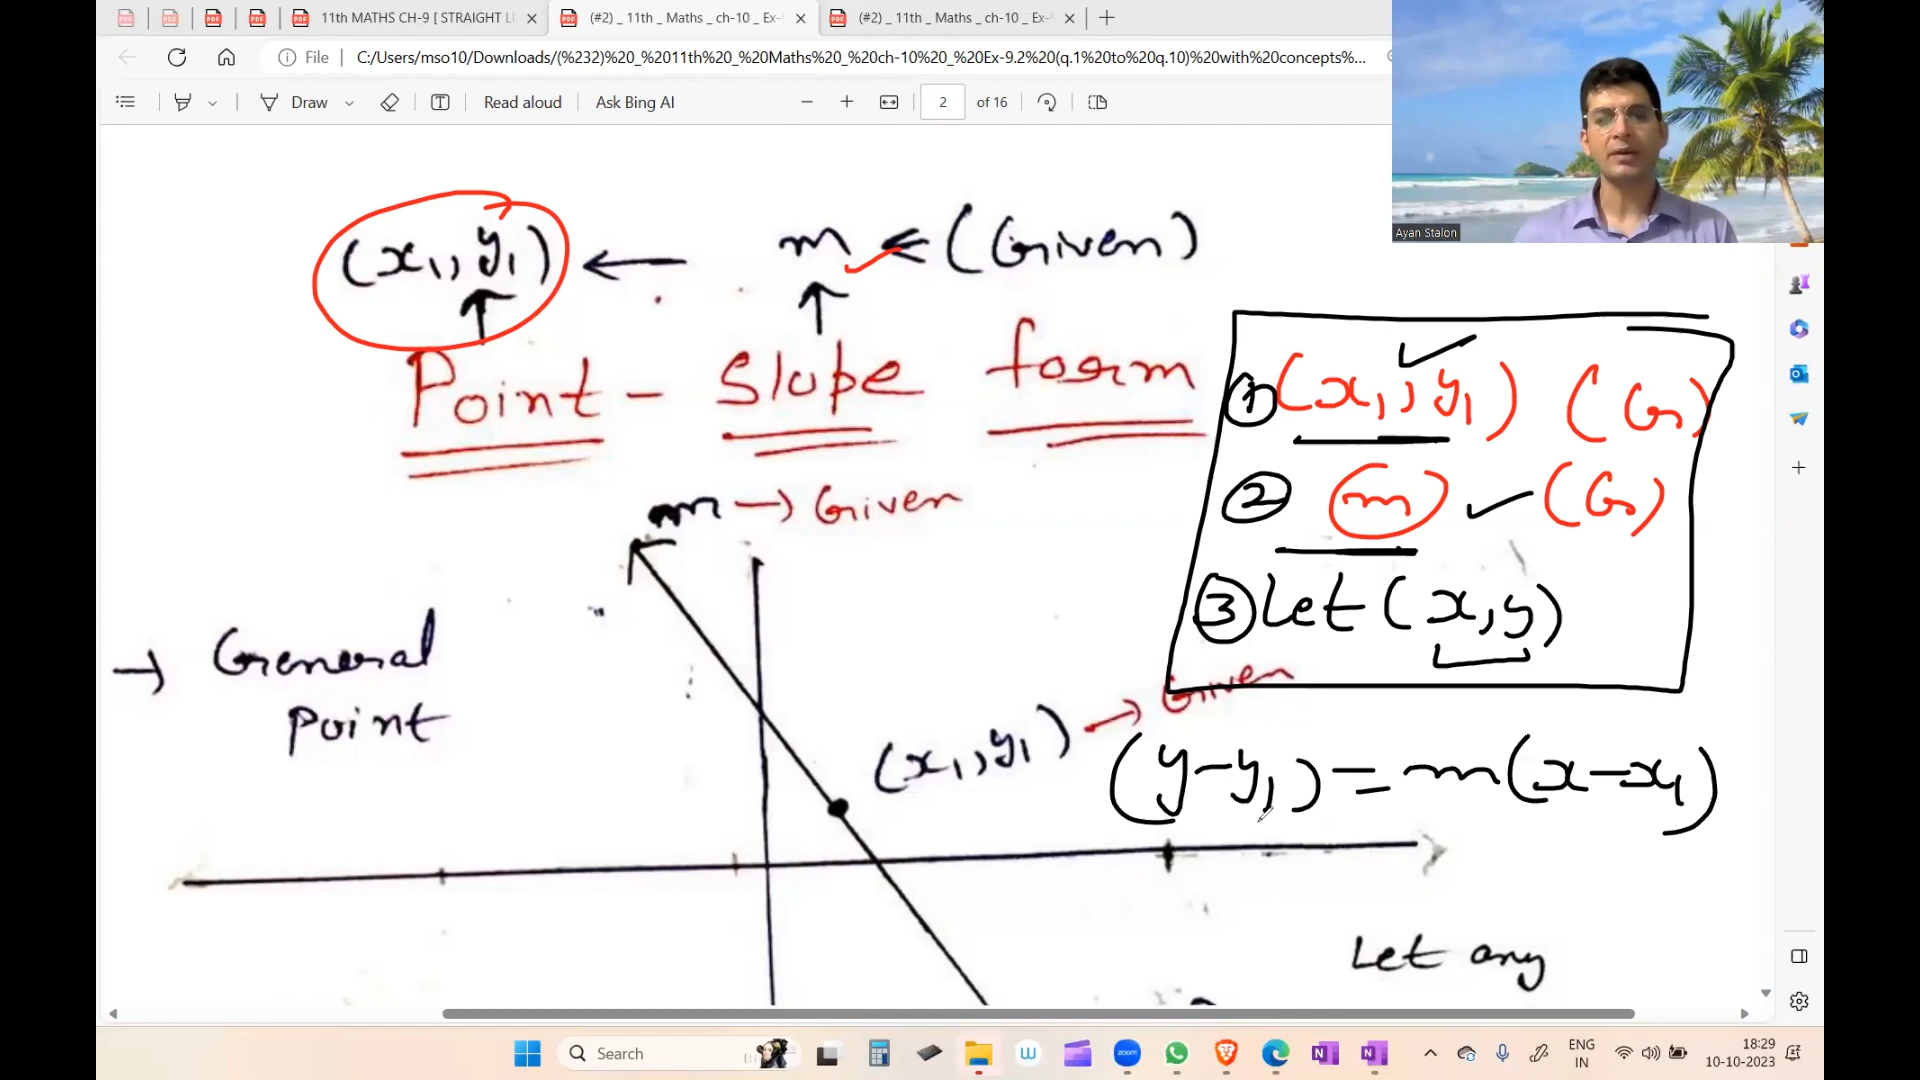 11th MATHS CH-9 [ STRAIGHT LI
(#2) _ 11th _ Maths _ ch-10 _ Ex-
(#2) _ 11th _ Maths _ ch-10 _ Ex-
File
C:/Users/mso10/Downloads/(%232)%20_%2011th%20_%20Maths%20_%20ch-10%20_%20Ex-9.2%20(q.1%20to%20q.10)%20with%20concepts%...
Draw
Read aloud
Ask Bing AI
2 of 16
Ayan Stalon
(x₁, y₁) ← m ← (Given)
Point - Slope form
① (x₁, y₁) (G)
② m (G)
③ Let (x, y)
m → Given
→ General
Point
(x₁, y₁) → Given
(y - y₁) = m(x - x₁)
Let any
Search
ENG
IN
18:29
10-10-2023